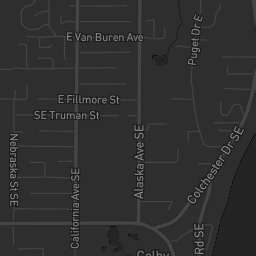 E Van Buren Ave
Puget Dr E
E Fillmore St
SE Truman St
Nebraska St SE
California Ave SE
Alaska Ave SE
Colchester Dr SE
Rd SE
Colby